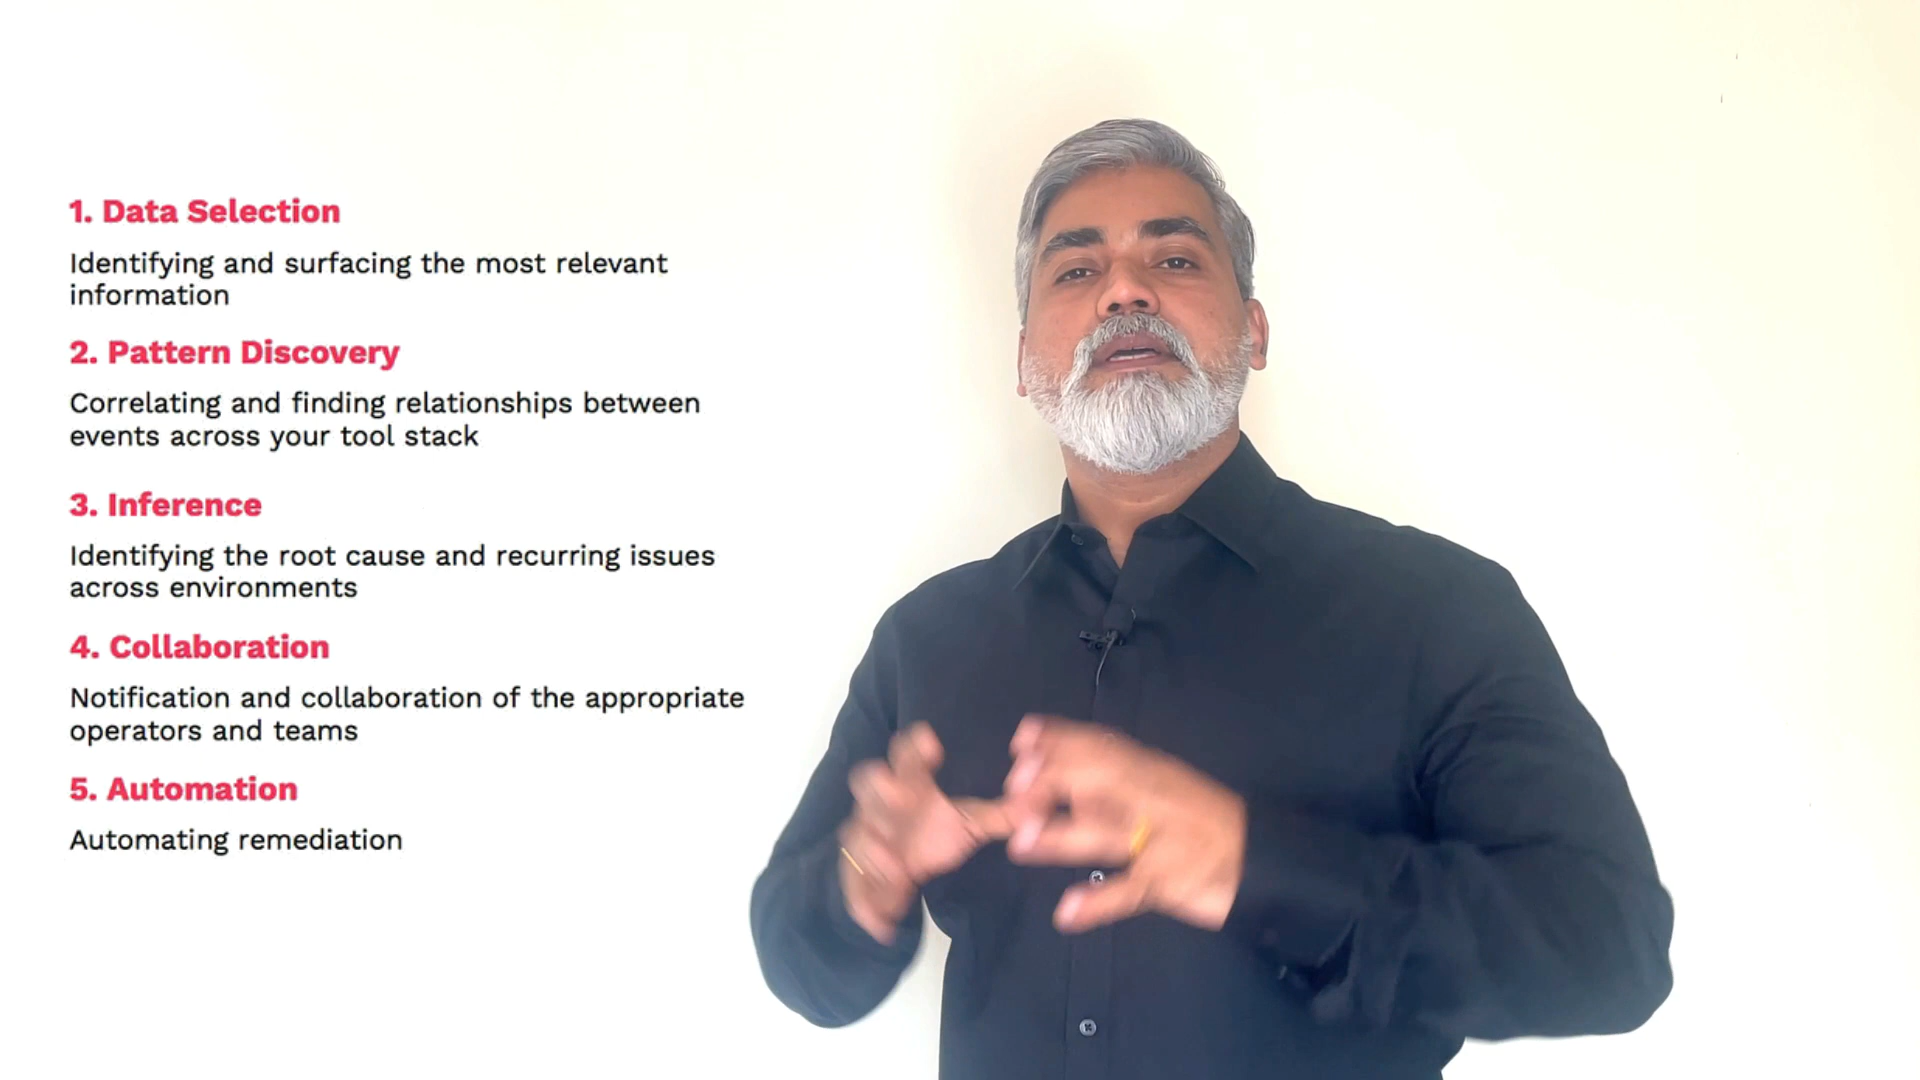 1. Data Selection
Identifying and surfacing the most relevant
information
2. Pattern Discovery
Correlating and finding relationships between
events across your tool stack
3. Inference
Identifying the root cause and recurring issues
across environments
4. Collaboration
Notification and collaboration of the appropriate
operators and teams
5. Automation
Automating remediation